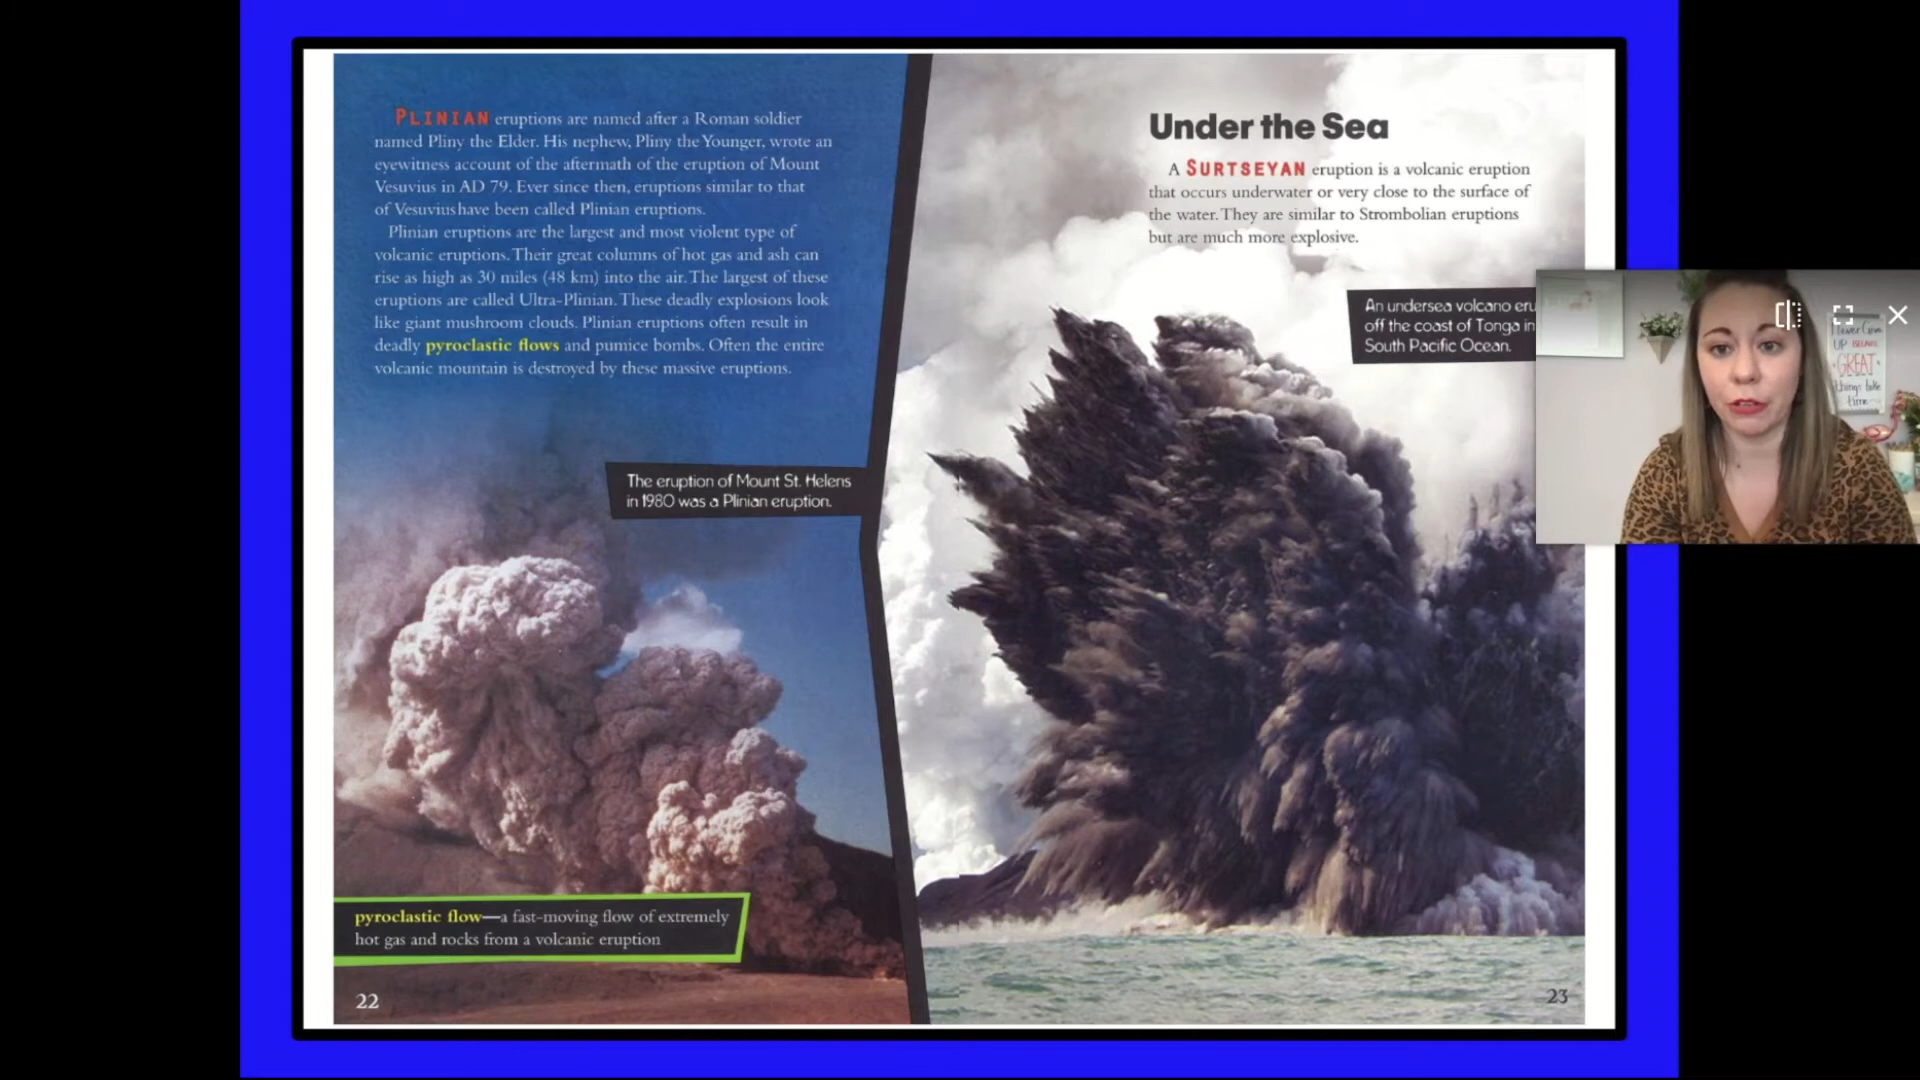 PLINIAN eruptions are named after a Roman soldier
named Pliny the Elder. His nephew, Pliny the Younger, wrote an
eyewitness account of the aftermath of the eruption of Mount
Vesuvius in AD 79. Ever since then, eruptions similar to that
of Vesuvius have been called Plinian eruptions.
Plinian eruptions are the largest and most violent type of
volcanic eruptions. Their great columns of hot gas and ash can
rise as high as 30 miles (48 km) into the air. The largest of these
eruptions are called Ultra-Plinian. These deadly explosions look
like giant mushroom clouds. Plinian eruptions often result in
deadly pyroclastic flows and pumice bombs. Often the entire
volcanic mountain is destroyed by these massive eruptions.
The eruption of Mount St. Helens
in 1980 was a Plinian eruption.
pyroclastic flow—a fast-moving flow of extremely
hot gas and rocks from a volcanic eruption
22
Under the Sea
A SURTSEYAN eruption is a volcanic eruption
that occurs underwater or very close to the surface of
the water. They are similar to Strombolian eruptions
but are much more explosive.
An undersea volcano eru
off the coast of Tonga in
South Pacific Ocean.
23
Never Give
UP BECAUSE
GREAT
things take
time